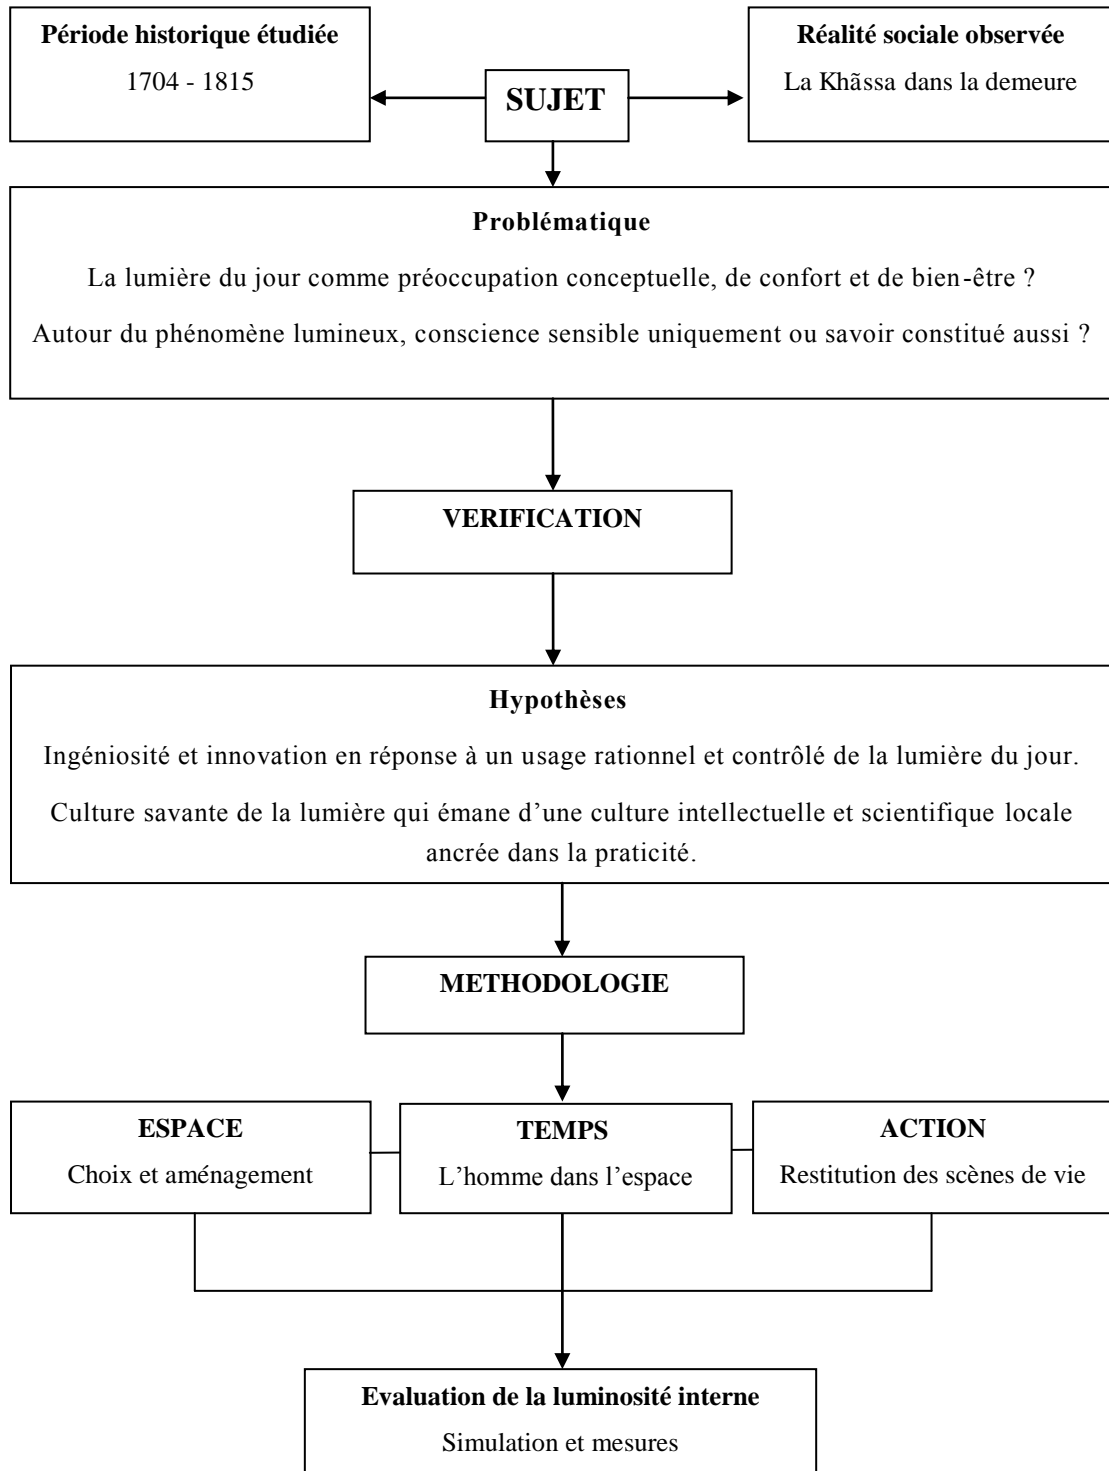 Période historique étudiée
1704 - 1815
SUJET
Réalité sociale observée
La Khãssa dans la demeure
Problématique
La lumière du jour comme préoccupation conceptuelle, de confort et de bien-être ?
Autour du phénomène lumineux, conscience sensible uniquement ou savoir constitué aussi ?
VERIFICATION
Hypothèses
Ingéniosité et innovation en réponse à un usage rationnel et contrôlé de la lumière du jour.
Culture savante de la lumière qui émane d’une culture intellectuelle et scientifique locale
ancrée dans la praticité.
METHODOLOGIE
ESPACE
Choix et aménagement
TEMPS
L’homme dans l’espace
ACTION
Restitution des scènes de vie
Evaluation de la luminosité interne
Simulation et mesures